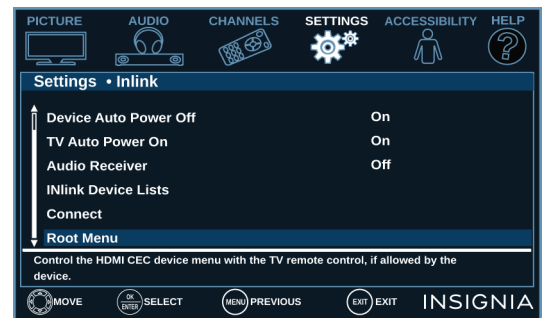 PICTURE AUDIO CHANNELS SETTINGS ACCESSIBILITY HELP
Settings • Inlink
Device Auto Power Off On
TV Auto Power On On
Audio Receiver Off
INlink Device Lists
Connect
Root Menu
Control the HDMI CEC device menu with the TV remote control, if allowed by the
device.
MOVE OK ENTER SELECT MENU PREVIOUS EXIT EXIT INSIGNIA